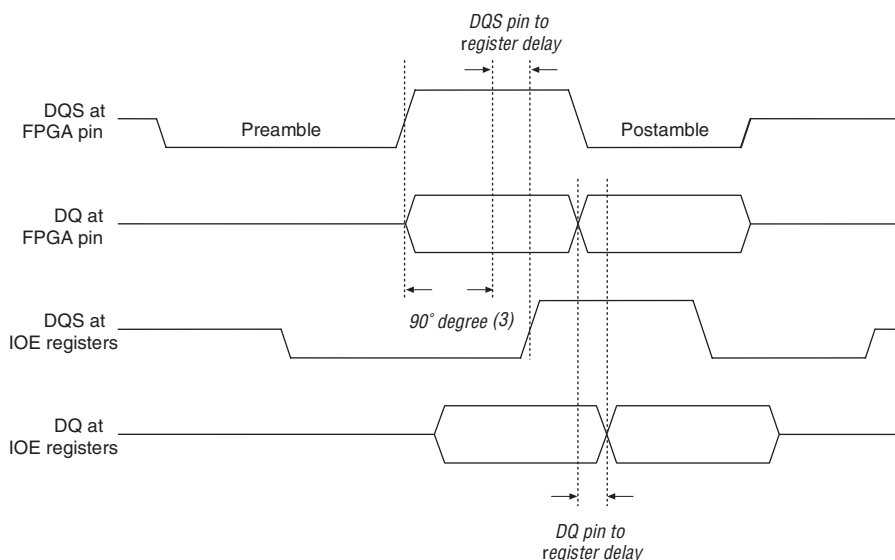 DQS pin to
register delay
DQS at
FPGA pin
Preamble
Postamble
DQ at
FPGA pin
90° degree (3)
DQS at
IOE registers
DQ at
IOE registers
DQ pin to
register delay